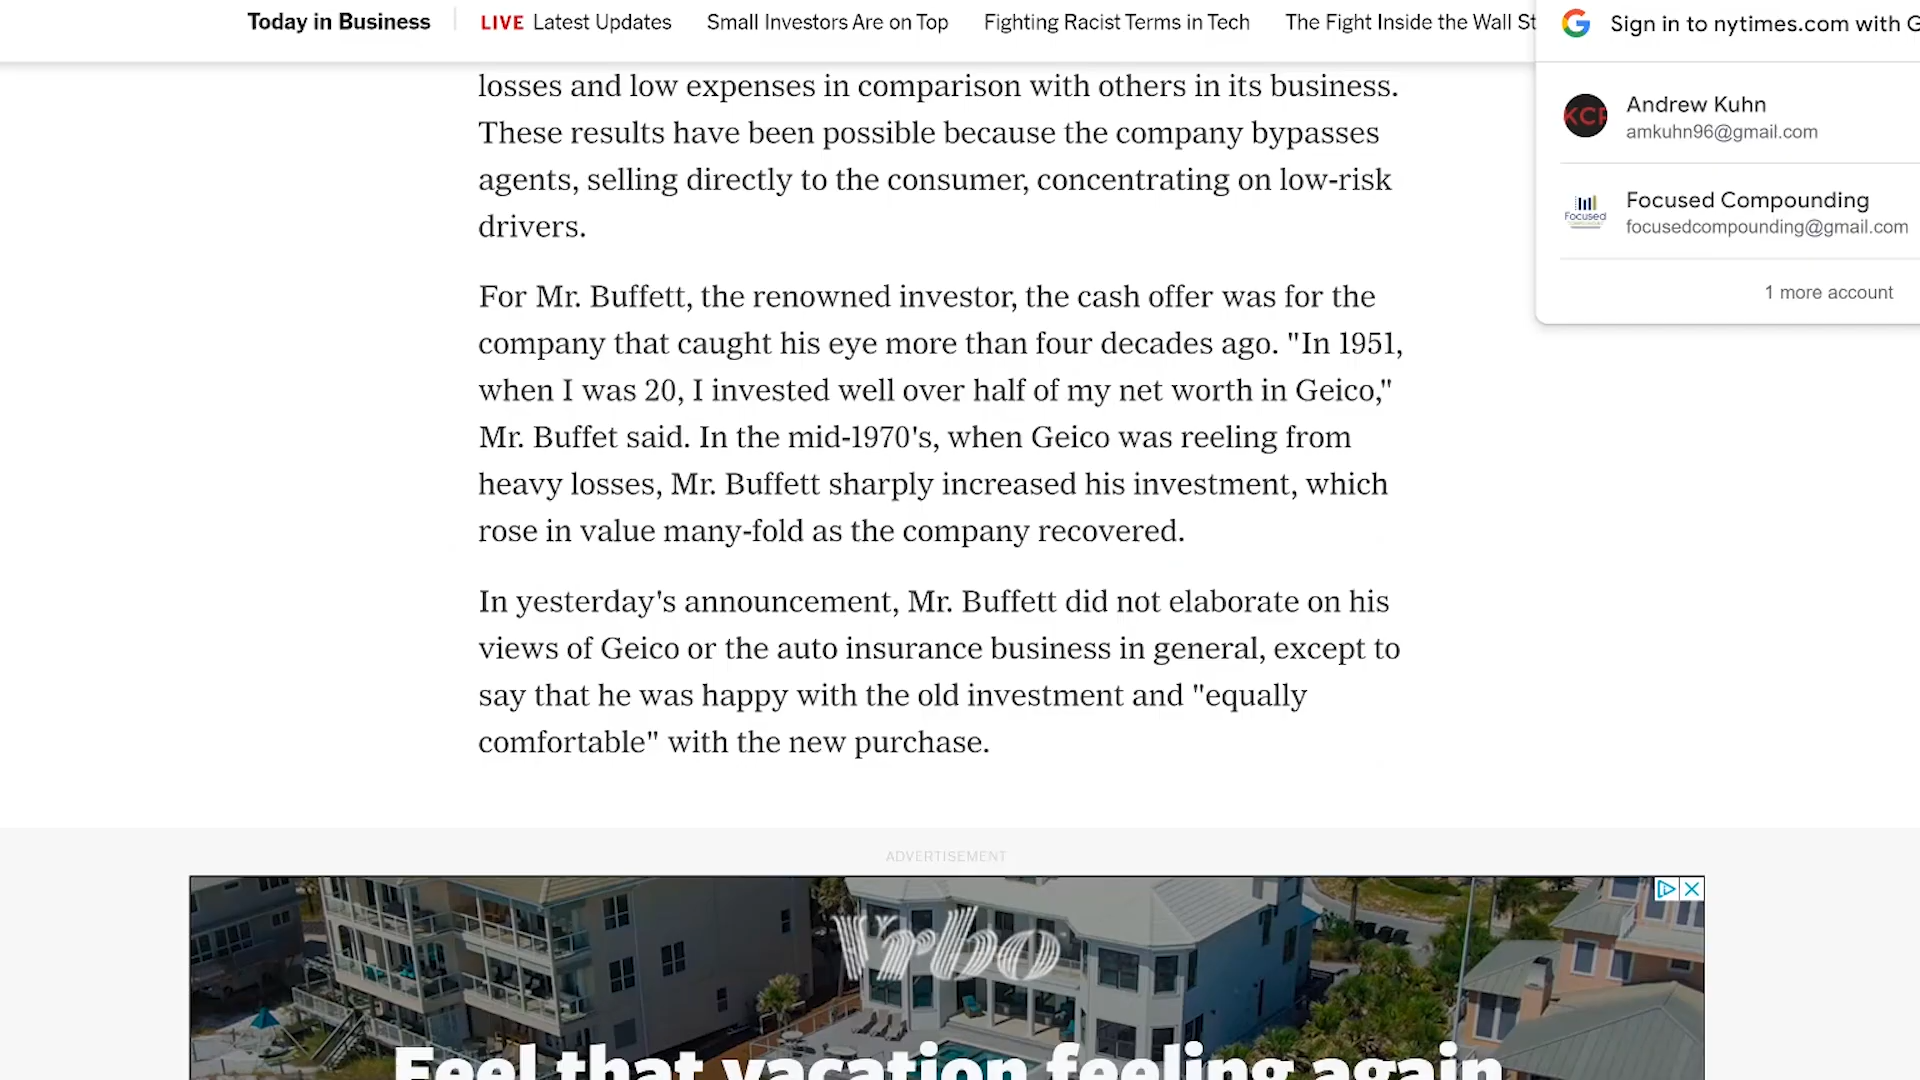 Today in Business
LIVE Latest Updates
Small Investors Are on Top
Fighting Racist Terms in Tech
The Fight Inside the Wall St
Sign in to nytimes.com with G
KCP
Andrew Kuhn
amkuhn96@gmail.com
Focused
Focused Compounding
focusedcompounding@gmail.com
1 more account
losses and low expenses in comparison with others in its business.
These results have been possible because the company bypasses
agents, selling directly to the consumer, concentrating on low-risk
drivers.
For Mr. Buffett, the renowned investor, the cash offer was for the
company that caught his eye more than four decades ago. "In 1951,
when I was 20, I invested well over half of my net worth in Geico,"
Mr. Buffet said. In the mid-1970's, when Geico was reeling from
heavy losses, Mr. Buffett sharply increased his investment, which
rose in value many-fold as the company recovered.
In yesterday's announcement, Mr. Buffett did not elaborate on his
views of Geico or the auto insurance business in general, except to
say that he was happy with the old investment and "equally
comfortable" with the new purchase.
ADVERTISEMENT
Vrbo
Feel that vacation feeling again